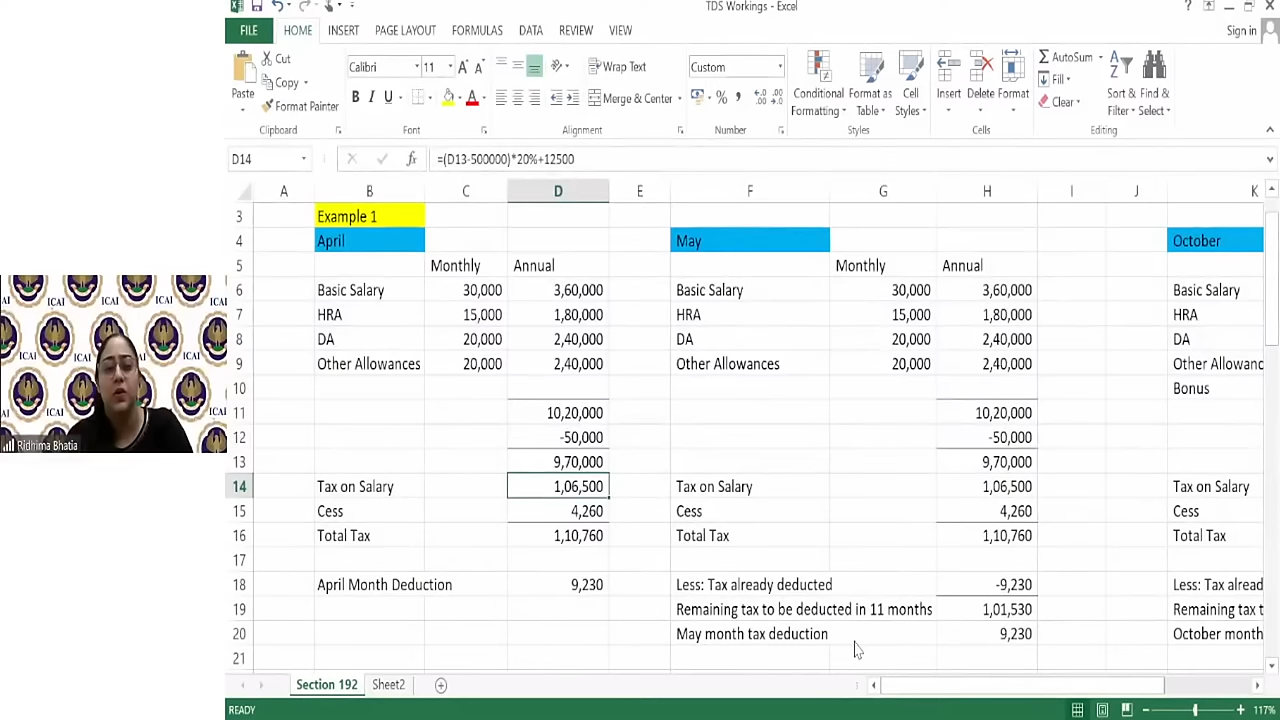 TDS Workings - Excel
Sign in
FILE HOME INSERT PAGE LAYOUT FORMULAS DATA REVIEW VIEW
Cut
Copy
Format Painter
Paste
Clipboard
Calibri 11
B I U
Font
Wrap Text
Merge & Center
Alignment
Custom
Number
Conditional Formatting
Format as Table
Cell Styles
Styles
Insert Delete Format
Cells
AutoSum
Fill
Clear
Sort & Filter
Find & Select
Editing
D14 fx =(D13-500000)*20%+12500
A B C D E F G H I J K
3 Example 1
4 April May October
5 Monthly Annual Monthly Annual
6 Basic Salary 30,000 3,60,000 Basic Salary 30,000 3,60,000 Basic Salary
7 HRA 15,000 1,80,000 HRA 15,000 1,80,000 HRA
8 DA 20,000 2,40,000 DA 20,000 2,40,000 DA
9 Other Allowances 20,000 2,40,000 Other Allowances 20,000 2,40,000 Other Allowanc
10 Bonus
11 10,20,000 10,20,000
12 -50,000 -50,000
13 9,70,000 9,70,000
14 Tax on Salary 1,06,500 Tax on Salary 1,06,500 Tax on Salary
15 Cess 4,260 Cess 4,260 Cess
16 Total Tax 1,10,760 Total Tax 1,10,760 Total Tax
17
18 April Month Deduction 9,230 Less: Tax already deducted -9,230 Less: Tax alread
19 Remaining tax to be deducted in 11 months 1,01,530 Remaining tax t
20 May month tax deduction 9,230 October month
21
Section 192 Sheet2
READY 117%
ICAI ICAI
ICAI ICAI
Ridhima Bhatia